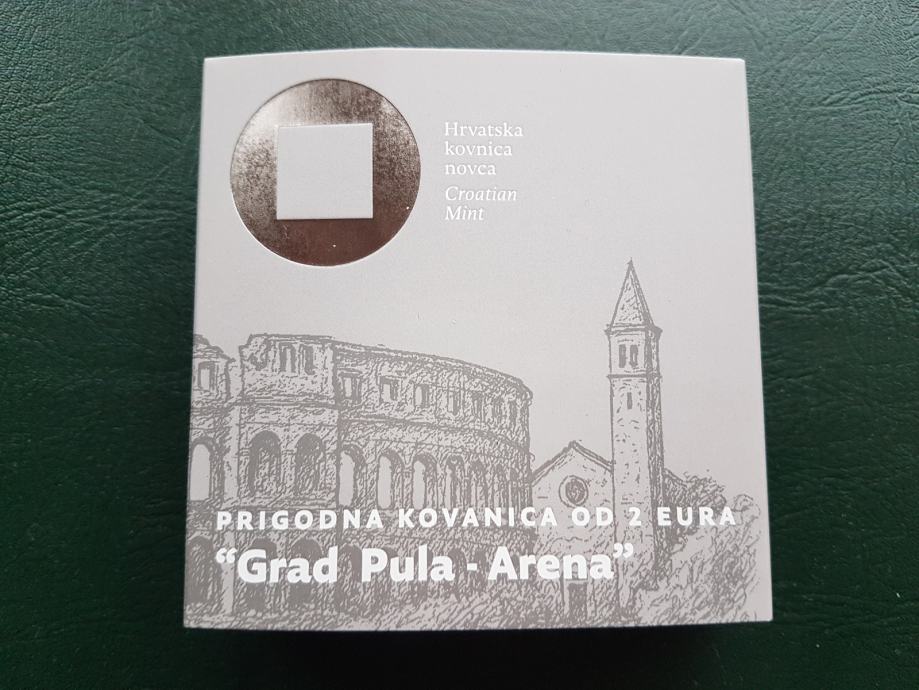 Hrvatska
kovnica
novca
Croatian
Mint
PRIGODNA KOVANICA OD 2 EURA
“Grad Pula - Arena”